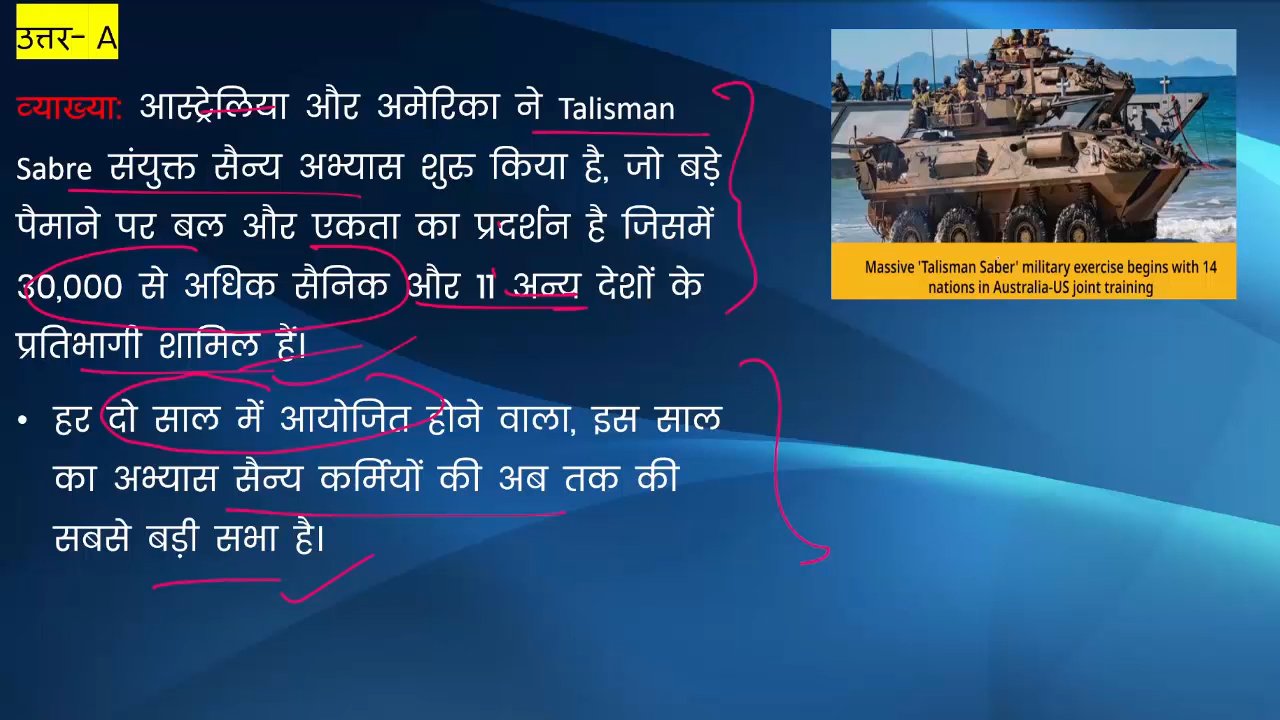 उत्तर- A
व्याख्या: आस्ट्रेलिया और अमेरिका ने Talisman
Sabre संयुक्त सैन्य अभ्यास शुरु किया है, जो बड़े
पैमाने पर बल और एकता का प्रदर्शन है जिसमें
30,000 से अधिक सैनिक और 11 अन्य देशों के
प्रतिभागी शामिल हैं।
• हर दो साल में आयोजित होने वाला, इस साल
का अभ्यास सैन्य कर्मियों की अब तक की
सबसे बड़ी सभा है।
Massive 'Talisman Saber' military exercise begins with 14
nations in Australia-US joint training